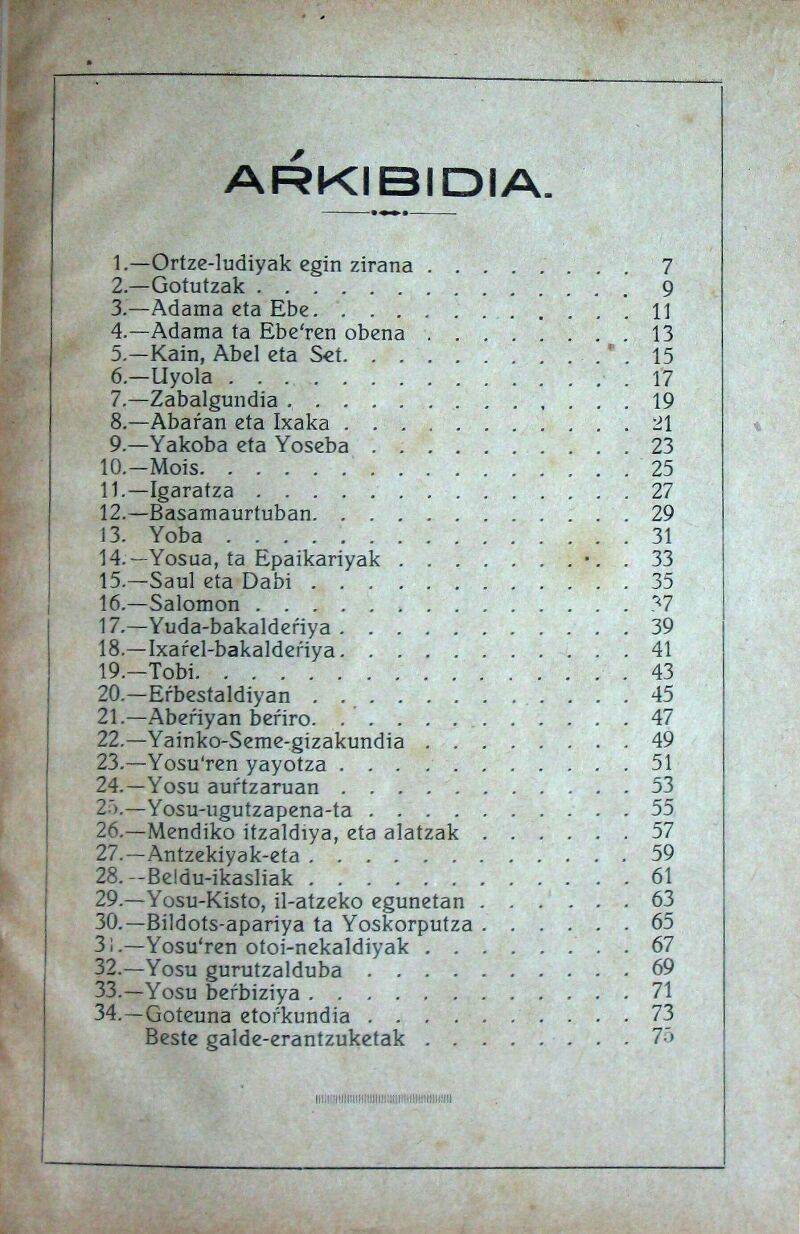 AŔKIBIDIA.
1.—Ortze-ludiyak egin zirana . . . . . . . . 7
2.—Gotutzak . . . . . . . . . . . . . . 9
3.—Adama eta Ebe. . . . . . . . . . . . 11
4.—Adama ta Ebe'ren obena . . . . . . . . 13
5.—Kain, Abel eta Set. . . . . . . . . . . 15
6.—Uyola . . . . . . . . . . . . . . . 17
7.—Zabalgundia . . . . . . . . . . . . . 19
8.—Abaŕan eta Ixaka . . . . . . . . . . . 21
9.—Yakoba eta Yoseba . . . . . . . . . . 23
10.—Mois. . . . . . . . . . . . . . . . 25
11.—Igaratza . . . . . . . . . . . . . . 27
12.—Basamaurtuban. . . . . . . . . . . . 29
13. Yoba . . . . . . . . . . . . . . . 31
14.—Yosua, ta Epaikariyak . . . . . . . . . 33
15.—Saul eta Dabi . . . . . . . . . . . . 35
16.—Salomon . . . . . . . . . . . . . . 37
17.—Yuda-bakaldeŕiya . . . . . . . . . . . 39
18.—Ixaŕel-bakaldeŕiya. . . . . . . . . . . 41
19.—Tobi. . . . . . . . . . . . . . . . 43
20.—Eŕbestaldiyan . . . . . . . . . . . . 45
21.—Abeŕiyan beŕiro. . . . . . . . . . . . 47
22.—Yainko-Seme-gizakundia . . . . . . . . 49
23.—Yosu'ren yayotza . . . . . . . . . . . 51
24.—Yosu auŕtzaruan . . . . . . . . . . . 53
25.—Yosu-ugutzapena-ta . . . . . . . . . . 55
26.—Mendiko itzaldiya, eta alatzak . . . . . . 57
27.—Antzekiyak-eta . . . . . . . . . . . . 59
28.--Beldu-ikasliak . . . . . . . . . . . . 61
29.—Yosu-Kisto, il-atzeko egunetan . . . . . . 63
30.—Bildots-apariya ta Yoskorputza . . . . . . 65
31.—Yosu'ren otoi-nekaldiyak . . . . . . . . 67
32.—Yosu gurutzalduba . . . . . . . . . . 69
33.—Yosu beŕbiziya . . . . . . . . . . . . 71
34.—Goteuna etoŕkundia . . . . . . . . . . 73
Beste galde-erantzuketak . . . . . . . . 75